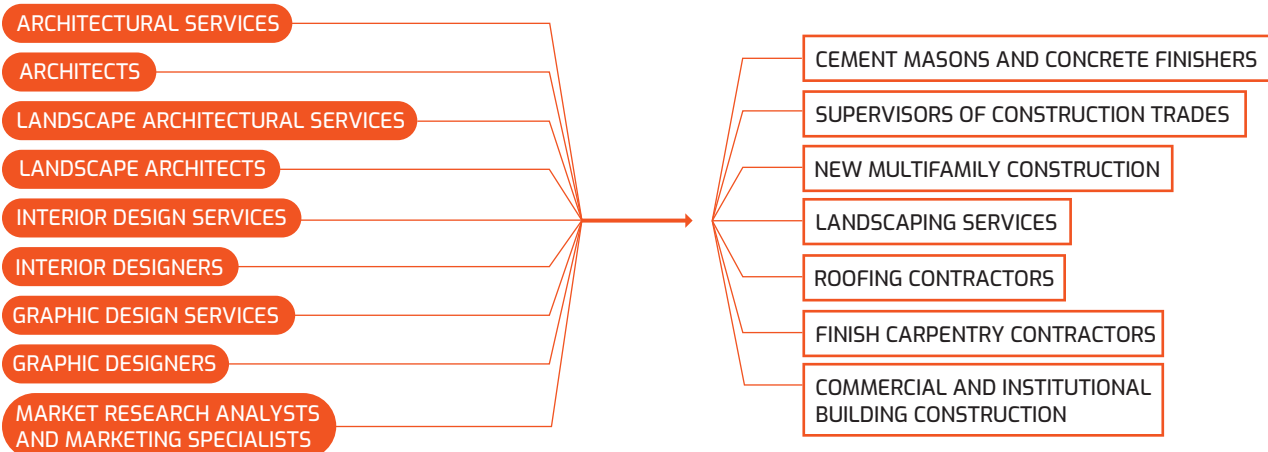 ARCHITECTURAL SERVICES
ARCHITECTS
LANDSCAPE ARCHITECTURAL SERVICES
LANDSCAPE ARCHITECTS
INTERIOR DESIGN SERVICES
INTERIOR DESIGNERS
GRAPHIC DESIGN SERVICES
GRAPHIC DESIGNERS
MARKET RESEARCH ANALYSTS
AND MARKETING SPECIALISTS
CEMENT MASONS AND CONCRETE FINISHERS
SUPERVISORS OF CONSTRUCTION TRADES
NEW MULTIFAMILY CONSTRUCTION
LANDSCAPING SERVICES
ROOFING CONTRACTORS
FINISH CARPENTRY CONTRACTORS
COMMERCIAL AND INSTITUTIONAL
BUILDING CONSTRUCTION